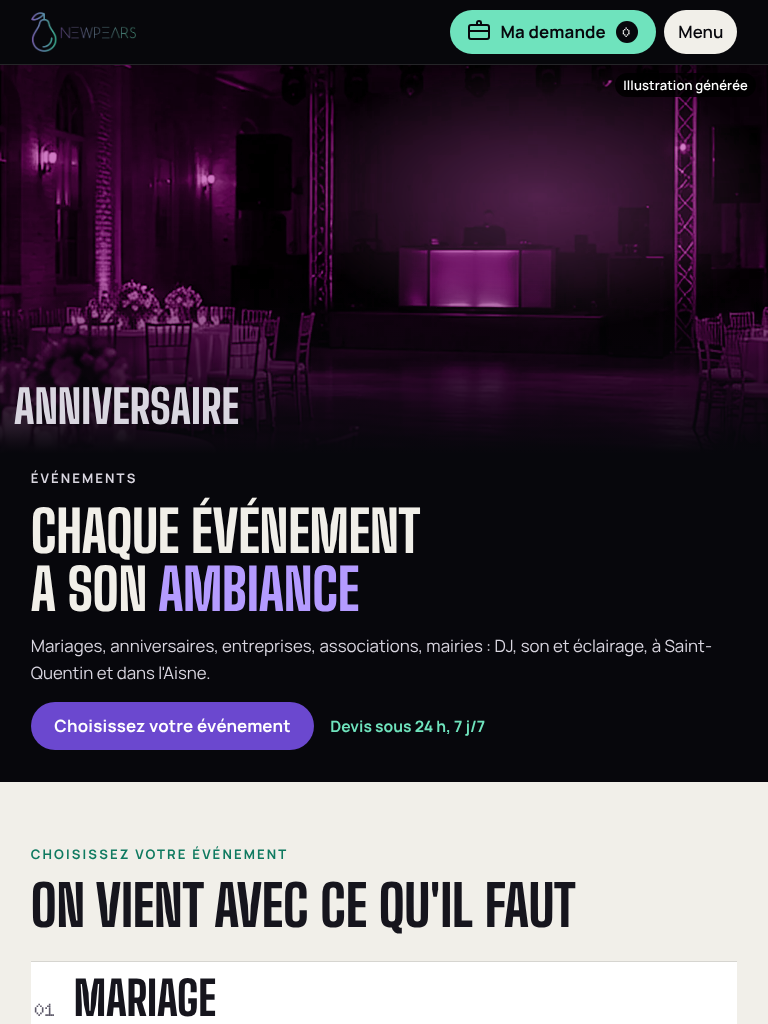 NEWPEARS
Ma demande 0
Menu
Illustration générée
ANNIVERSAIRE
ÉVÉNEMENTS
CHAQUE ÉVÉNEMENT
A SON AMBIANCE
Mariages, anniversaires, entreprises, associations, mairies : DJ, son et éclairage, à Saint-
Quentin et dans l'Aisne.
Choisissez votre événement
Devis sous 24 h, 7 j/7
CHOISISSEZ VOTRE ÉVÉNEMENT
ON VIENT AVEC CE QU'IL FAUT
01
MARIAGE